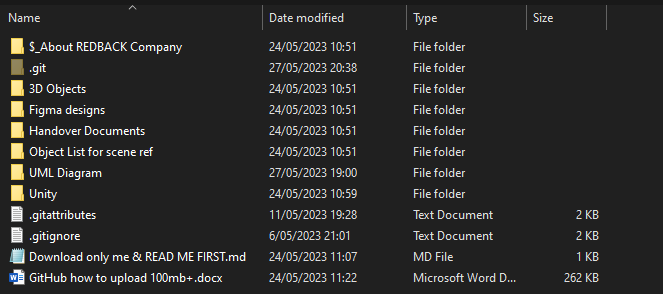 Name Date modified Type Size
$_About REDBACK Company 24/05/2023 10:51 File folder
.git 27/05/2023 20:38 File folder
3D Objects 24/05/2023 10:51 File folder
Figma designs 24/05/2023 10:51 File folder
Handover Documents 24/05/2023 10:51 File folder
Object List for scene ref 24/05/2023 10:51 File folder
UML Diagram 27/05/2023 19:00 File folder
Unity 24/05/2023 10:59 File folder
.gitattributes 11/05/2023 19:28 Text Document 2 KB
.gitignore 6/05/2023 21:01 Text Document 2 KB
Download only me & READ ME FIRST.md 24/05/2023 11:07 MD File 1 KB
GitHub how to upload 100mb+.docx 24/05/2023 11:22 Microsoft Word D... 262 KB